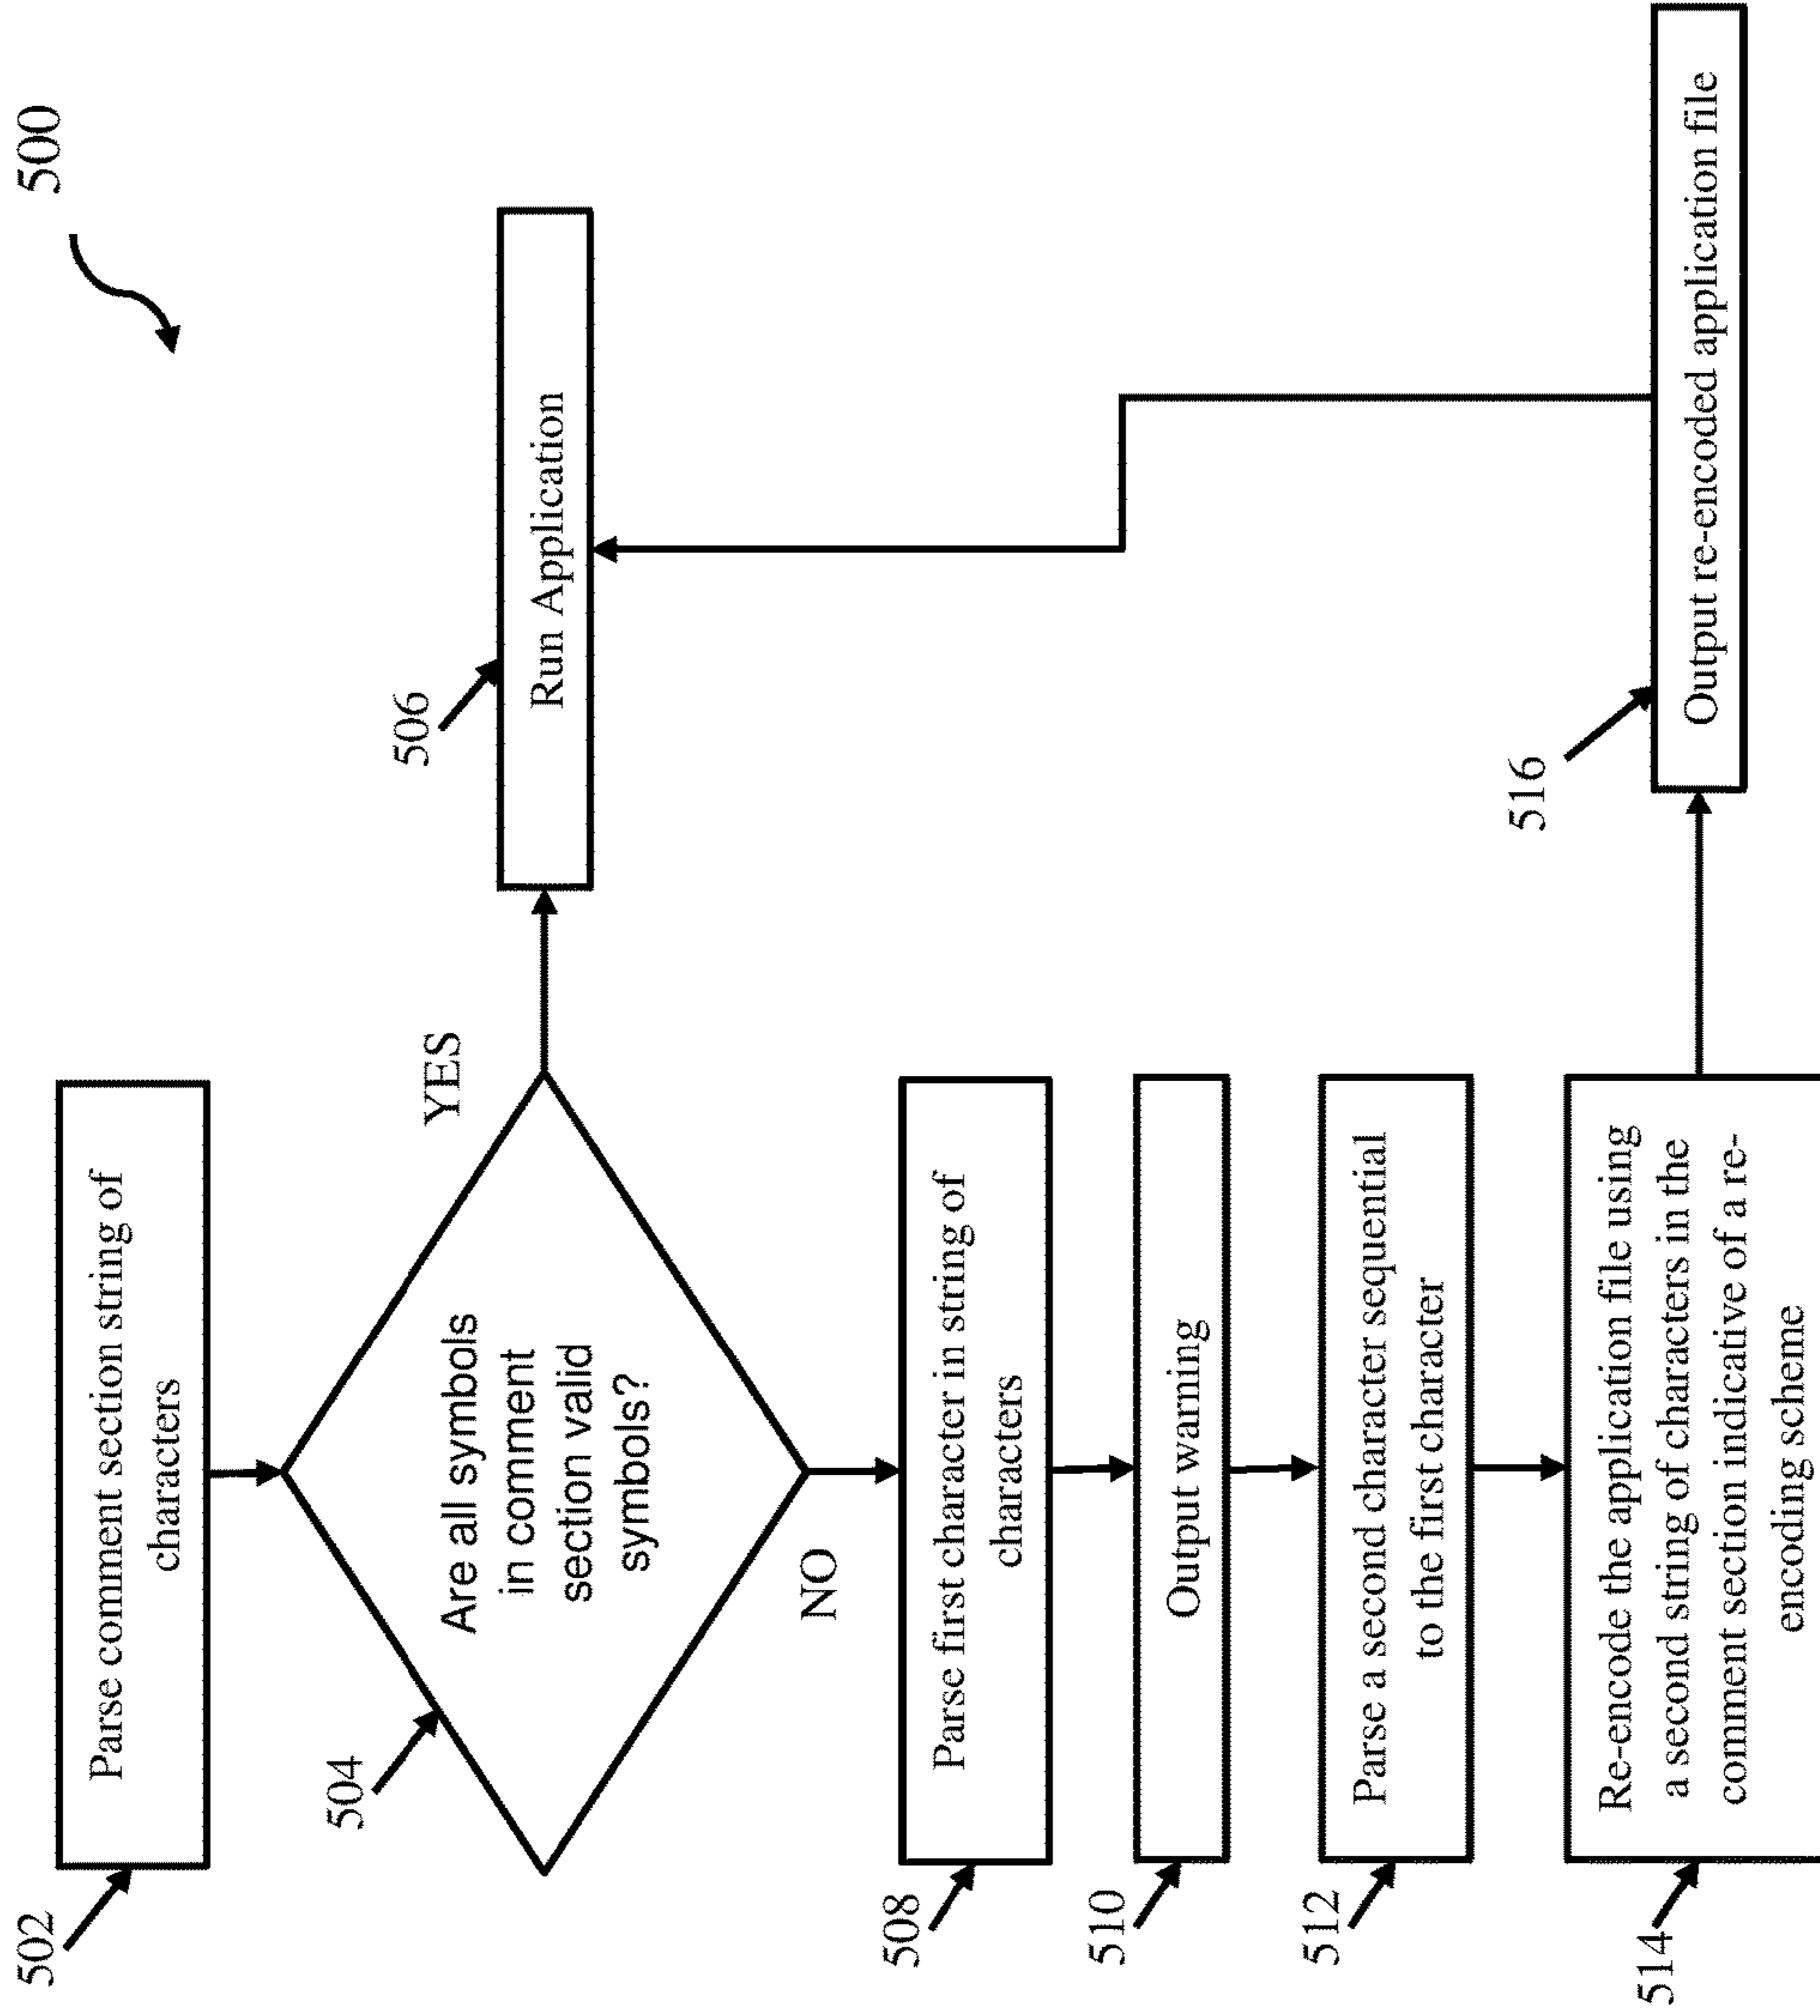 500
502
Parse comment section string of
characters
504
Are all symbols
in comment
section valid
symbols?
YES
506
Run Application
NO
508
Parse first character in string of
characters
510
Output warning
512
Parse a second character sequential
to the first character
514
Re-encode the application file using
a second string of characters in the
comment section indicative of a re-
encoding scheme
516
Output re-encoded application file